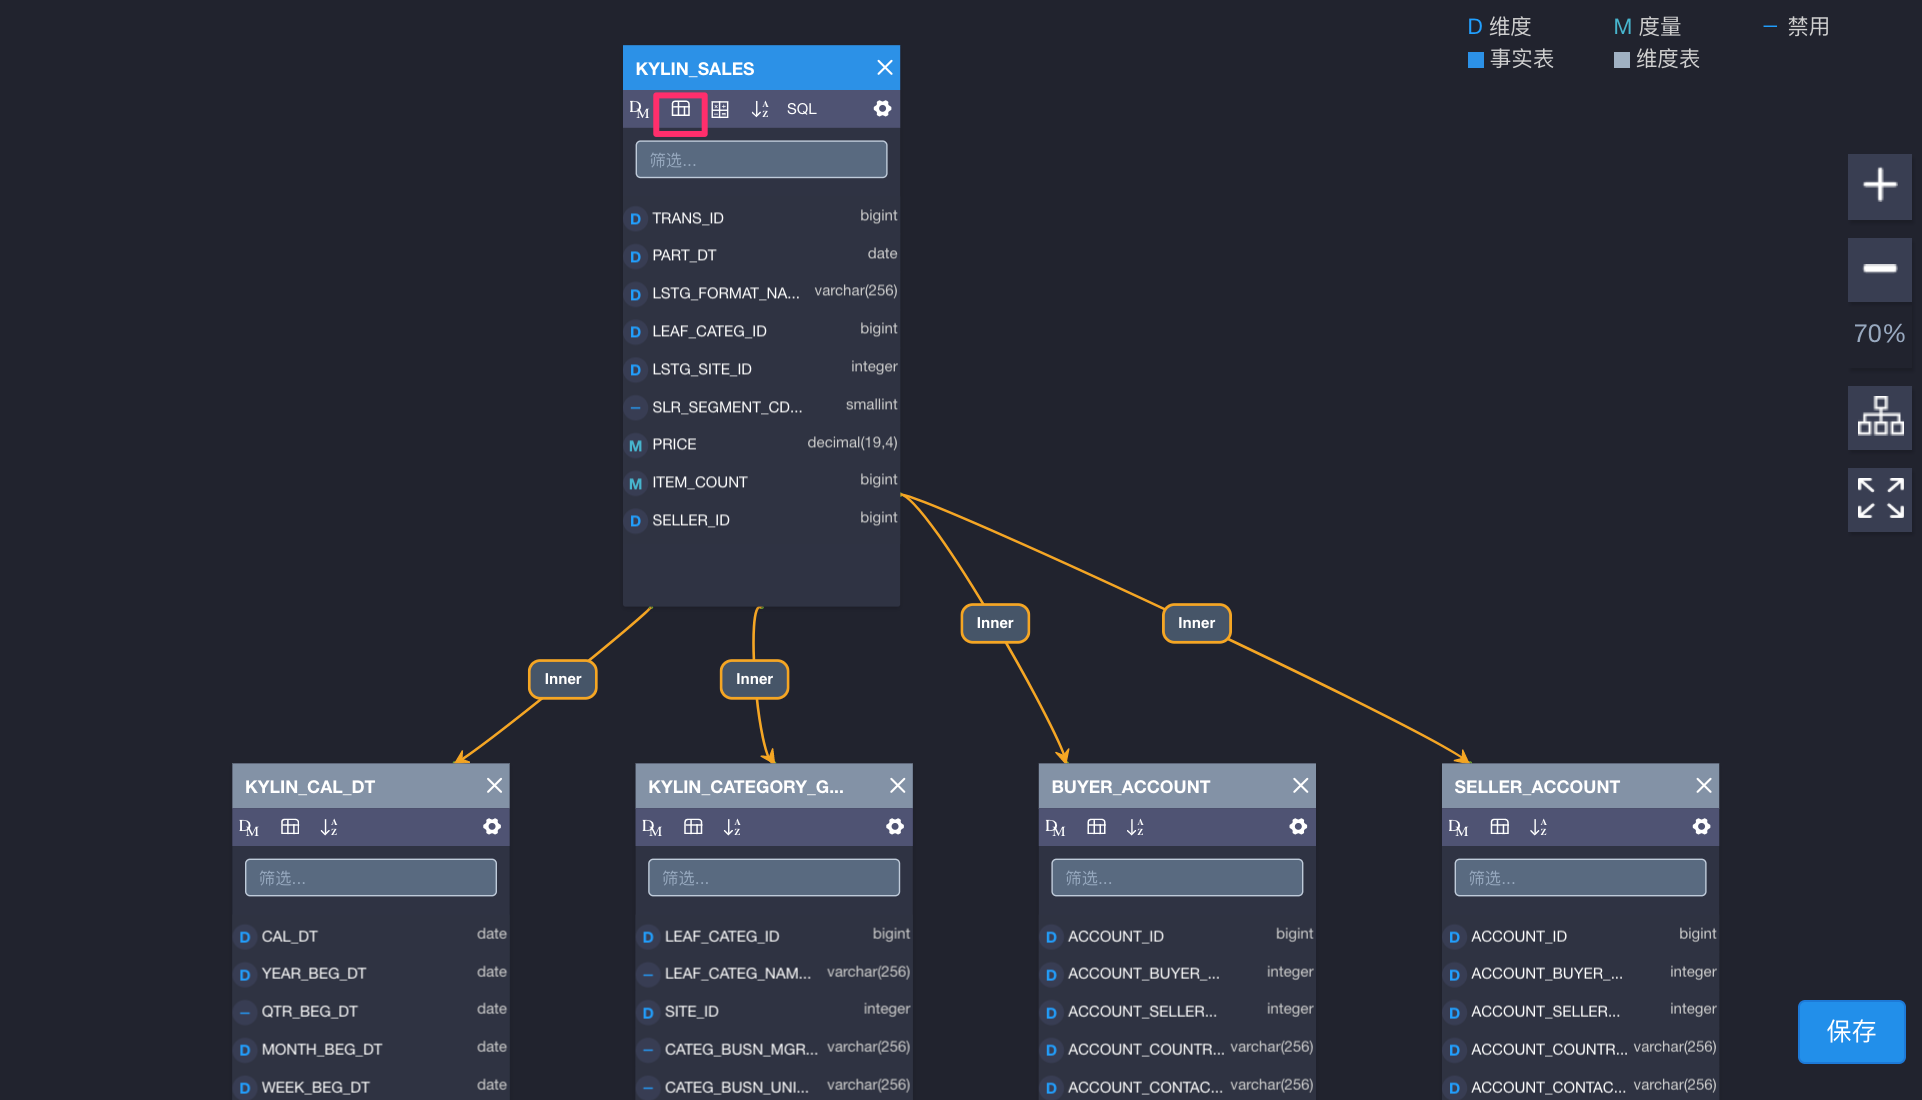 D 维度 M 度量 – 禁用
事实表 维度表
KYLIN_SALES
DM AZ SQL
筛选...
D TRANS_ID bigint
D PART_DT date
D LSTG_FORMAT_NA... varchar(256)
D LEAF_CATEG_ID bigint
D LSTG_SITE_ID integer
– SLR_SEGMENT_CD... smallint
M PRICE decimal(19,4)
M ITEM_COUNT bigint
D SELLER_ID bigint
70%
Inner Inner
Inner Inner
KYLIN_CAL_DT
DM AZ
筛选...
D CAL_DT date
D YEAR_BEG_DT date
– QTR_BEG_DT date
D MONTH_BEG_DT date
D WEEK_BEG_DT date
KYLIN_CATEGORY_G...
DM AZ
筛选...
D LEAF_CATEG_ID bigint
– LEAF_CATEG_NAM... varchar(256)
D SITE_ID integer
– CATEG_BUSN_MGR... varchar(256)
– CATEG_BUSN_UNI... varchar(256)
BUYER_ACCOUNT
DM AZ
筛选...
D ACCOUNT_ID bigint
D ACCOUNT_BUYER_... integer
D ACCOUNT_SELLER... integer
D ACCOUNT_COUNTR... varchar(256)
D ACCOUNT_CONTAC... varchar(256)
SELLER_ACCOUNT
DM AZ
筛选...
D ACCOUNT_ID bigint
D ACCOUNT_BUYER_... integer
D ACCOUNT_SELLER... integer
D ACCOUNT_COUNTR... varchar(256)
D ACCOUNT_CONTAC... varchar(256)
保存